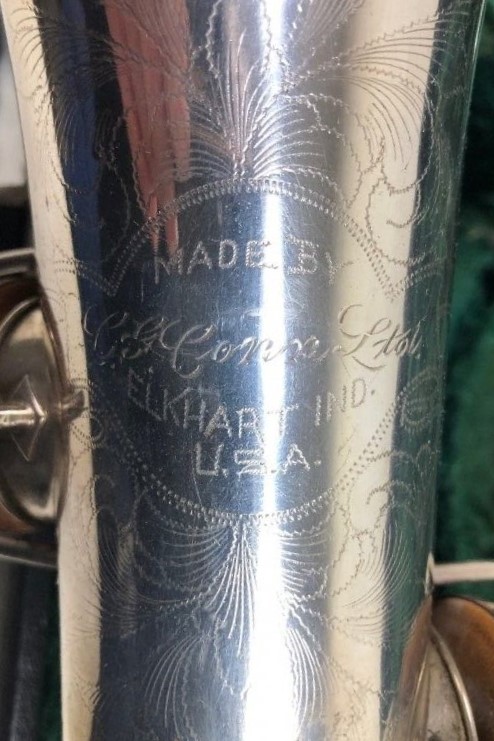 MADE BY
C.G. Conn Ltd.
ELKHART IND.
U.S.A.